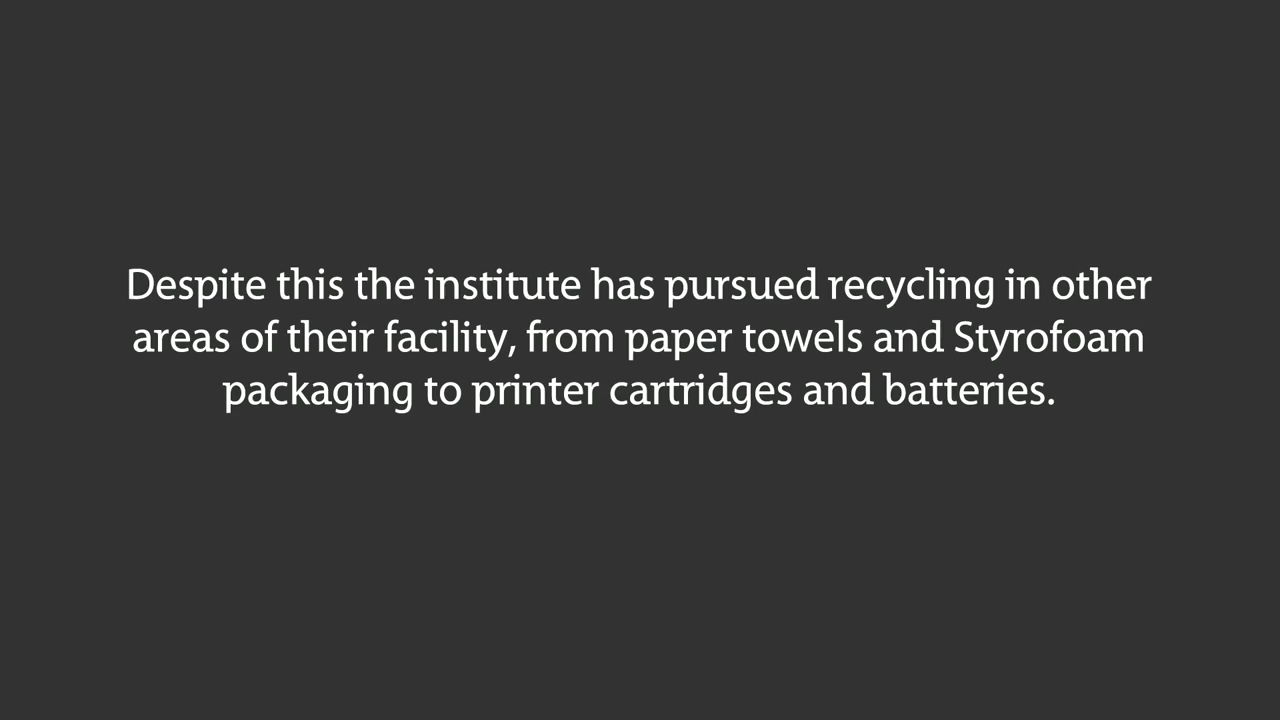 Despite this the institute has pursued recycling in other
areas of their facility, from paper towels and Styrofoam
packaging to printer cartridges and batteries.